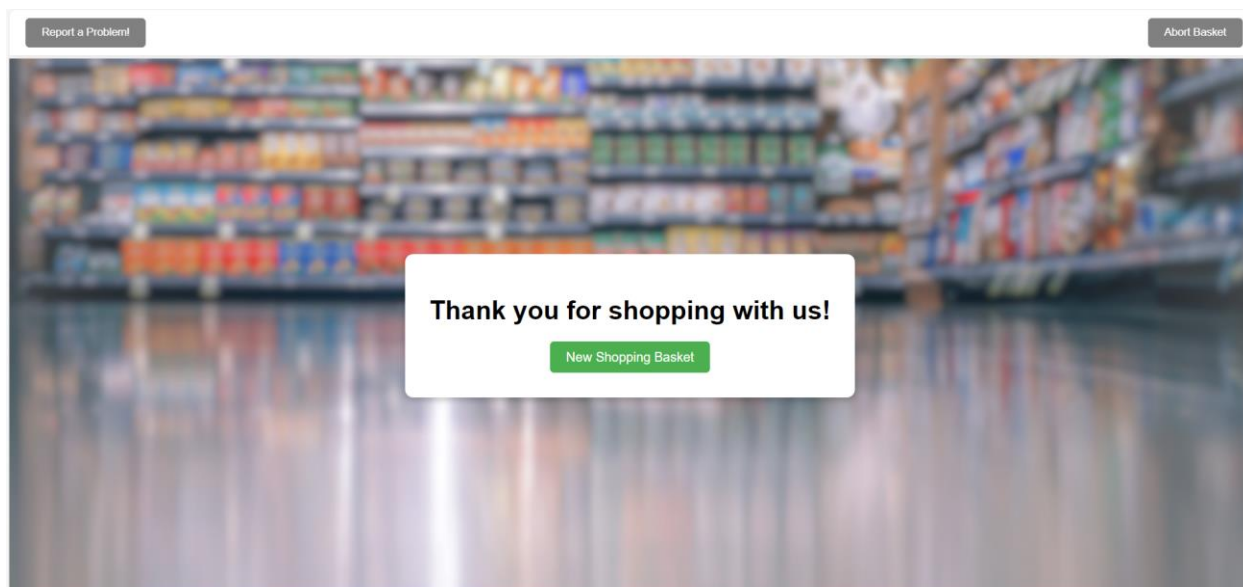 Report a Problem!
Abort Basket
Thank you for shopping with us!
New Shopping Basket